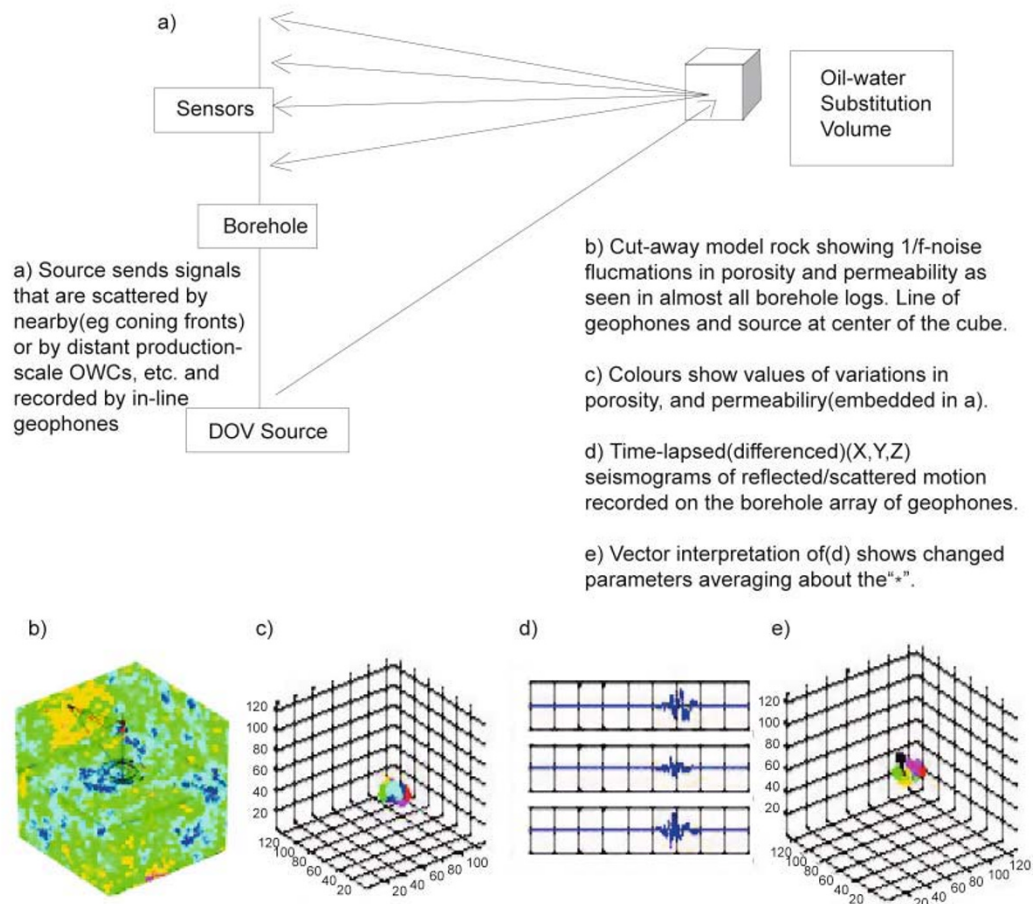 a)
Sensors
Oil-water
Substitution
Volume
Borehole
a) Source sends signals
that are scattered by
nearby(eg coning fronts)
or by distant production-
scale OWCs, etc. and
recorded by in-line
geophones
DOV Source
b) Cut-away model rock showing 1/f-noise
flucmations in porosity and permeability as
seen in almost all borehole logs. Line of
geophones and source at center of the cube.
c) Colours show values of variations in
porosity, and permeabiliry(embedded in a).
d) Time-lapsed(differenced)(X,Y,Z)
seismograms of reflected/scattered motion
recorded on the borehole array of geophones.
e) Vector interpretation of(d) shows changed
parameters averaging about the“*”.
b)
c)
d)
e)
120
100
80
60
40
20
120
100
80
60
40
20
20
40
60
80
100
120
100
80
60
40
20
120
100
80
60
40
20
20
40
60
80
100
120